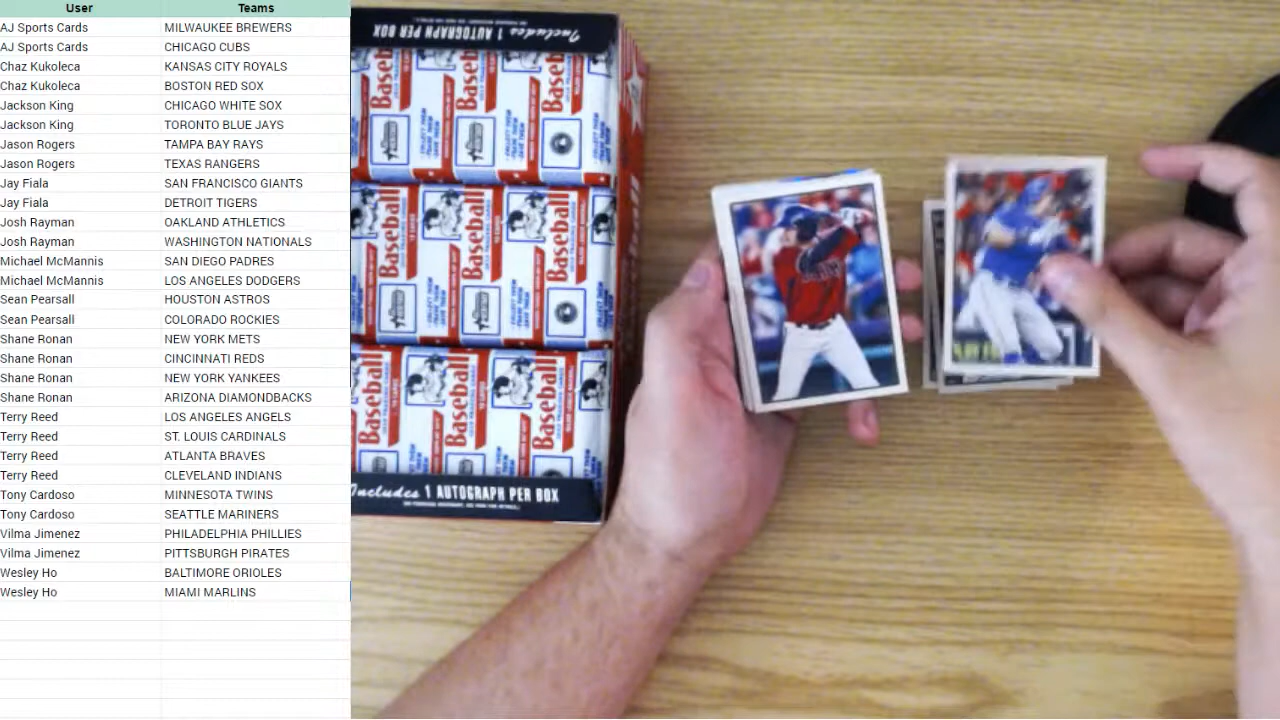 User Teams
AJ Sports Cards MILWAUKEE BREWERS
AJ Sports Cards CHICAGO CUBS
Chaz Kukoleca KANSAS CITY ROYALS
Chaz Kukoleca BOSTON RED SOX
Jackson King CHICAGO WHITE SOX
Jackson King TORONTO BLUE JAYS
Jason Rogers TAMPA BAY RAYS
Jason Rogers TEXAS RANGERS
Jay Fiala SAN FRANCISCO GIANTS
Jay Fiala DETROIT TIGERS
Josh Rayman OAKLAND ATHLETICS
Josh Rayman WASHINGTON NATIONALS
Michael McMannis SAN DIEGO PADRES
Michael McMannis LOS ANGELES DODGERS
Sean Pearsall HOUSTON ASTROS
Sean Pearsall COLORADO ROCKIES
Shane Ronan NEW YORK METS
Shane Ronan CINCINNATI REDS
Shane Ronan NEW YORK YANKEES
Shane Ronan ARIZONA DIAMONDBACKS
Terry Reed LOS ANGELES ANGELS
Terry Reed ST. LOUIS CARDINALS
Terry Reed ATLANTA BRAVES
Terry Reed CLEVELAND INDIANS
Tony Cardoso MINNESOTA TWINS
Tony Cardoso SEATTLE MARINERS
Vilma Jimenez PHILADELPHIA PHILLIES
Vilma Jimenez PITTSBURGH PIRATES
Wesley Ho BALTIMORE ORIOLES
Wesley Ho MIAMI MARLINS
Includes 1 AUTOGRAPH PER BOX
Baseb
Baseb
Baseb
Baseball
Baseball
Baseball
Baseball
Baseball
Baseball
Includes 1 AUTOGRAPH PER BOX